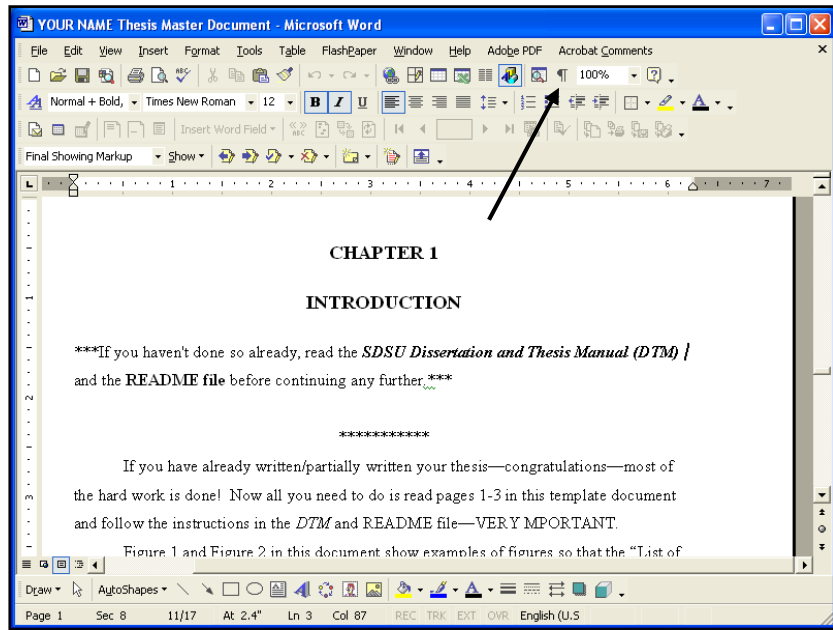 YOUR NAME Thesis Master Document - Microsoft Word
File Edit View Insert Format Tools Table FlashPaper Window Help Adobe PDF Acrobat Comments
100%
Normal + Bold, Times New Roman 12 B I U
Insert Word Field
Final Showing Markup Show
1 2 3 4 5 6 7
CHAPTER 1
INTRODUCTION
***If you haven't done so already, read the SDSU Dissertation and Thesis Manual (DTM)
and the README file before continuing any further.***
***********
If you have already written/partially written your thesis—congratulations—most of
the hard work is done! Now all you need to do is read pages 1-3 in this template document
and follow the instructions in the DTM and README file—VERY MPORTANT.
Figure 1 and Figure 2 in this document show examples of figures so that the “List of
Draw AutoShapes
Page 1 Sec 8 11/17 At 2.4" Ln 3 Col 87 REC TRK EXT OVR English (U.S